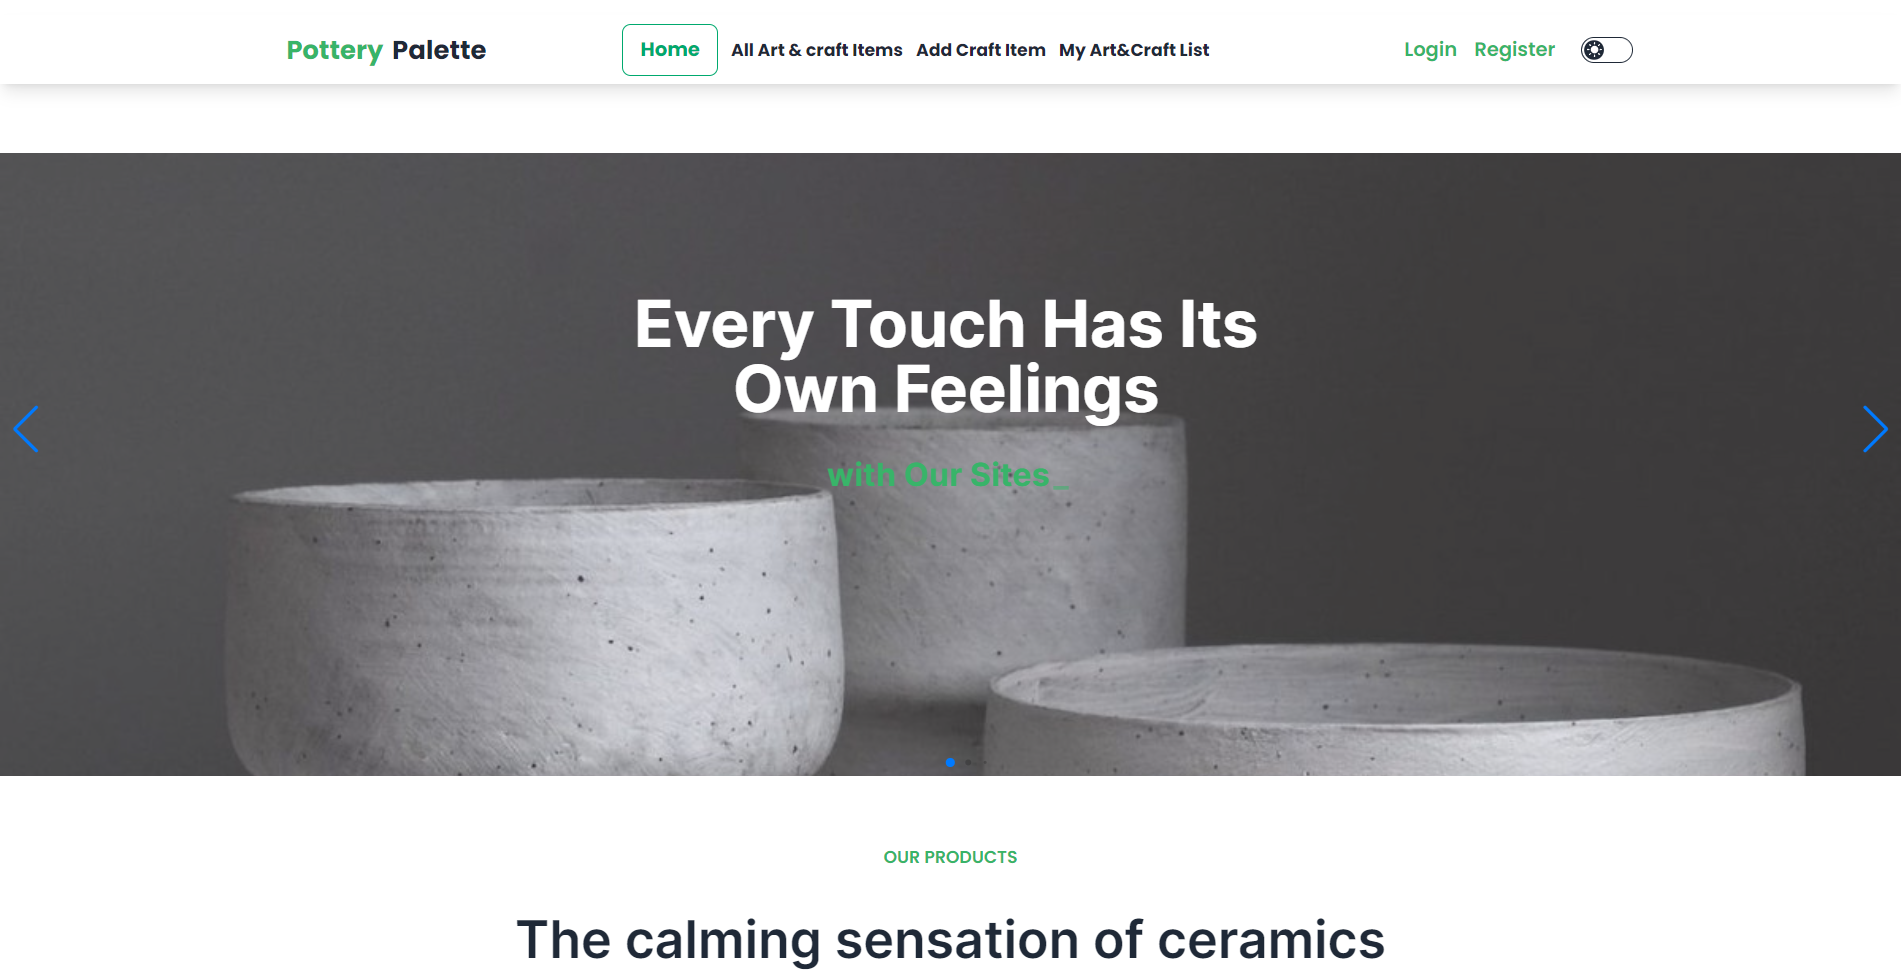 Pottery Palette
Home
All Art & craft Items
Add Craft Item
My Art&Craft List
Login
Register
Every Touch Has Its
Own Feelings
with Our Sites_
OUR PRODUCTS
The calming sensation of ceramics